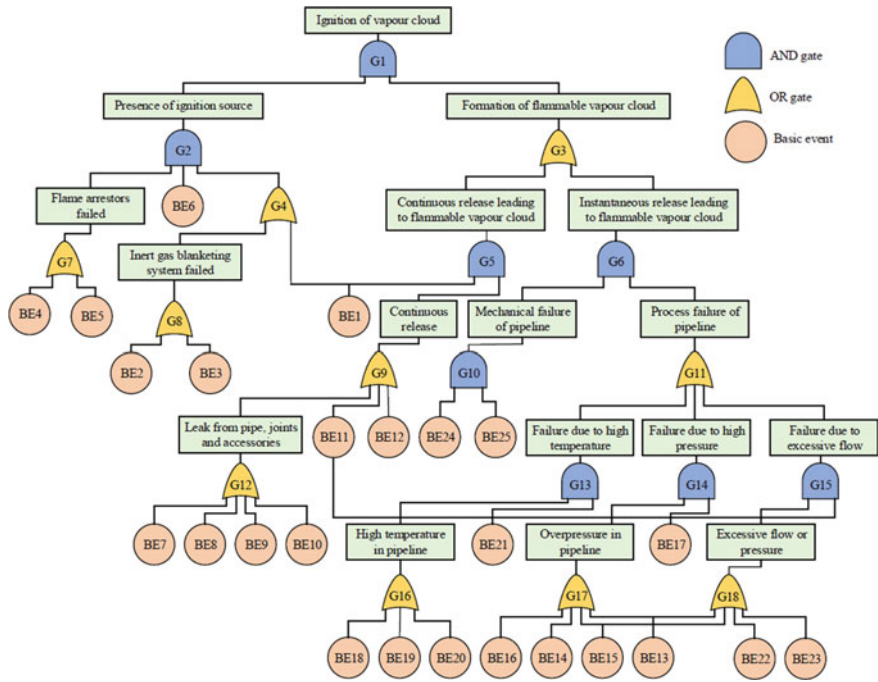 Ignition of vapour cloud
G1
AND gate
OR gate
Basic event
Presence of ignition source
Formation of flammable vapour cloud
G2
G3
Flame arrestors
failed
BE6
G4
Continuous release leading
to flammable vapour cloud
Instantaneous release leading
to flammable vapour cloud
G7
Inert gas blanketing
system failed
G5
G6
BE4
BE5
G8
BE1
Continuous
release
Mechanical failure
of pipeline
Process failure of
pipeline
BE2
BE3
G9
G10
G11
Leak from pipe, joints
and accessories
BE11
BE12
BE24
BE25
Failure due to high
temperature
Failure due to high
pressure
Failure due to
excessive flow
G12
G13
G14
G15
BE7
BE8
BE9
BE10
High temperature
in pipeline
BE21
Overpressure in
pipeline
BE17
Excessive flow or
pressure
G16
G17
G18
BE18
BE19
BE20
BE16
BE14
BE15
BE13
BE22
BE23